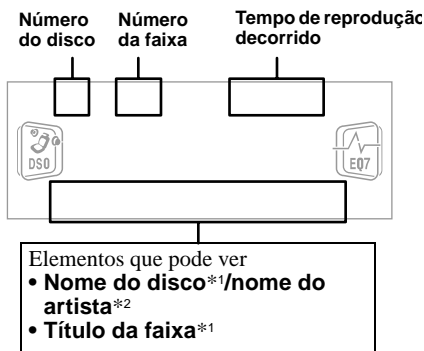 Número
do disco
Número
da faixa
Tempo de reprodução
decorrido
DSO
EQ7
Elementos que pode ver
• Nome do disco*1/nome do
artista*2
• Título da faixa*1